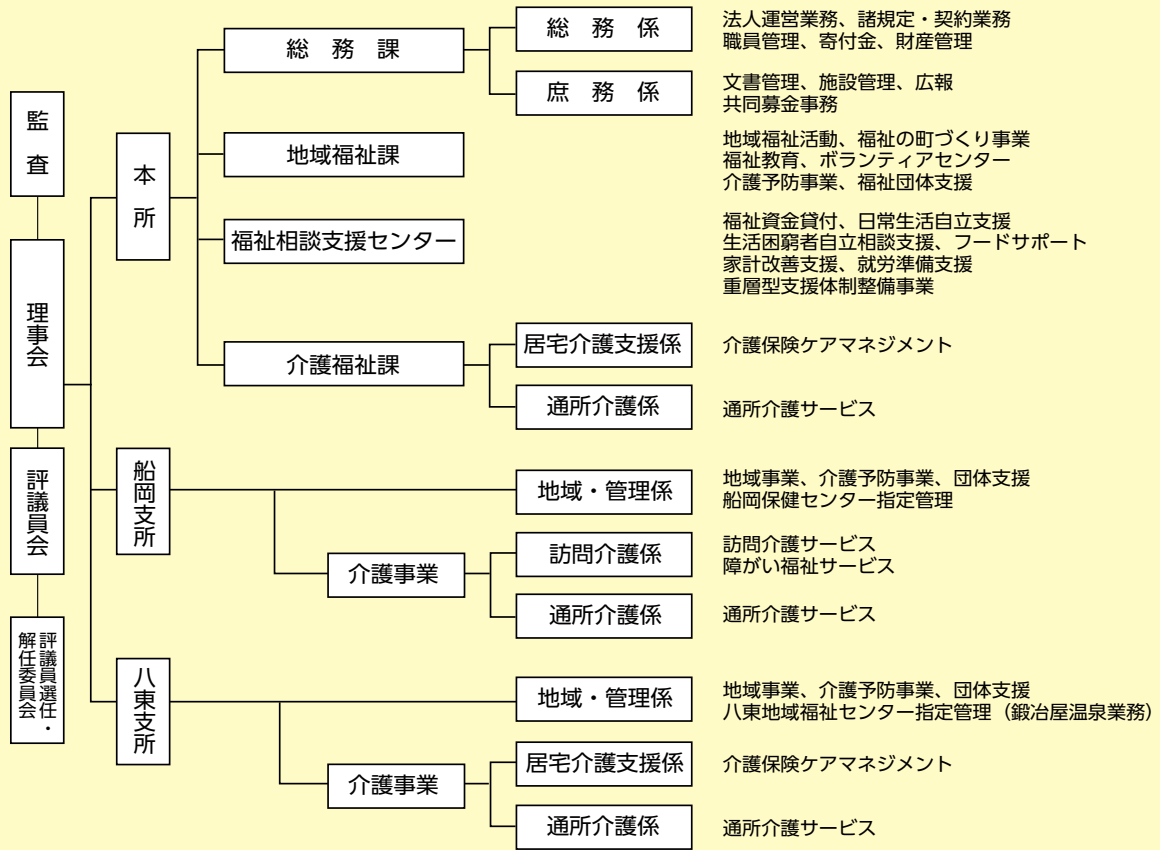 監査
理事会
評議員会
評議員選任・
解任委員会
本所
総務課
総務係
法人運営業務、諸規定・契約業務
職員管理、寄付金、財産管理
庶務係
文書管理、施設管理、広報
共同募金事務
地域福祉課
地域福祉活動、福祉の町づくり事業
福祉教育、ボランティアセンター
介護予防事業、福祉団体支援
福祉相談支援センター
福祉資金貸付、日常生活自立支援
生活困窮者自立相談支援、フードサポート
家計改善支援、就労準備支援
重層型支援体制整備事業
介護福祉課
居宅介護支援係
介護保険ケアマネジメント
通所介護係
通所介護サービス
船岡支所
地域・管理係
地域事業、介護予防事業、団体支援
船岡保健センター指定管理
介護事業
訪問介護係
訪問介護サービス
障がい福祉サービス
通所介護係
通所介護サービス
八東支所
地域・管理係
地域事業、介護予防事業、団体支援
八東地域福祉センター指定管理（鍛冶屋温泉業務）
介護事業
居宅介護支援係
介護保険ケアマネジメント
通所介護係
通所介護サービス